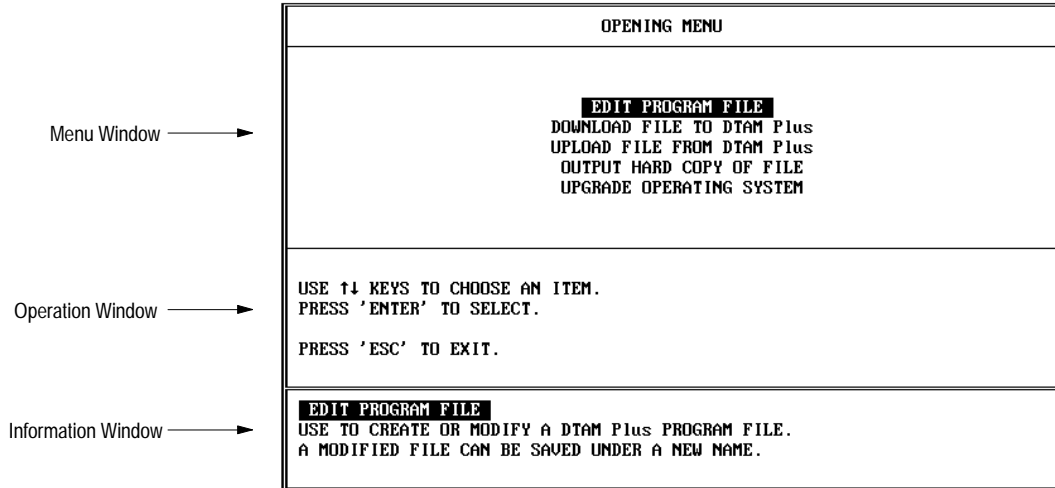 OPENING MENU
Menu Window
EDIT PROGRAM FILE
DOWNLOAD FILE TO DTAM Plus
UPLOAD FILE FROM DTAM Plus
OUTPUT HARD COPY OF FILE
UPGRADE OPERATING SYSTEM
Operation Window
USE ↑↓ KEYS TO CHOOSE AN ITEM.
PRESS 'ENTER' TO SELECT.
PRESS 'ESC' TO EXIT.
Information Window
EDIT PROGRAM FILE
USE TO CREATE OR MODIFY A DTAM Plus PROGRAM FILE.
A MODIFIED FILE CAN BE SAVED UNDER A NEW NAME.